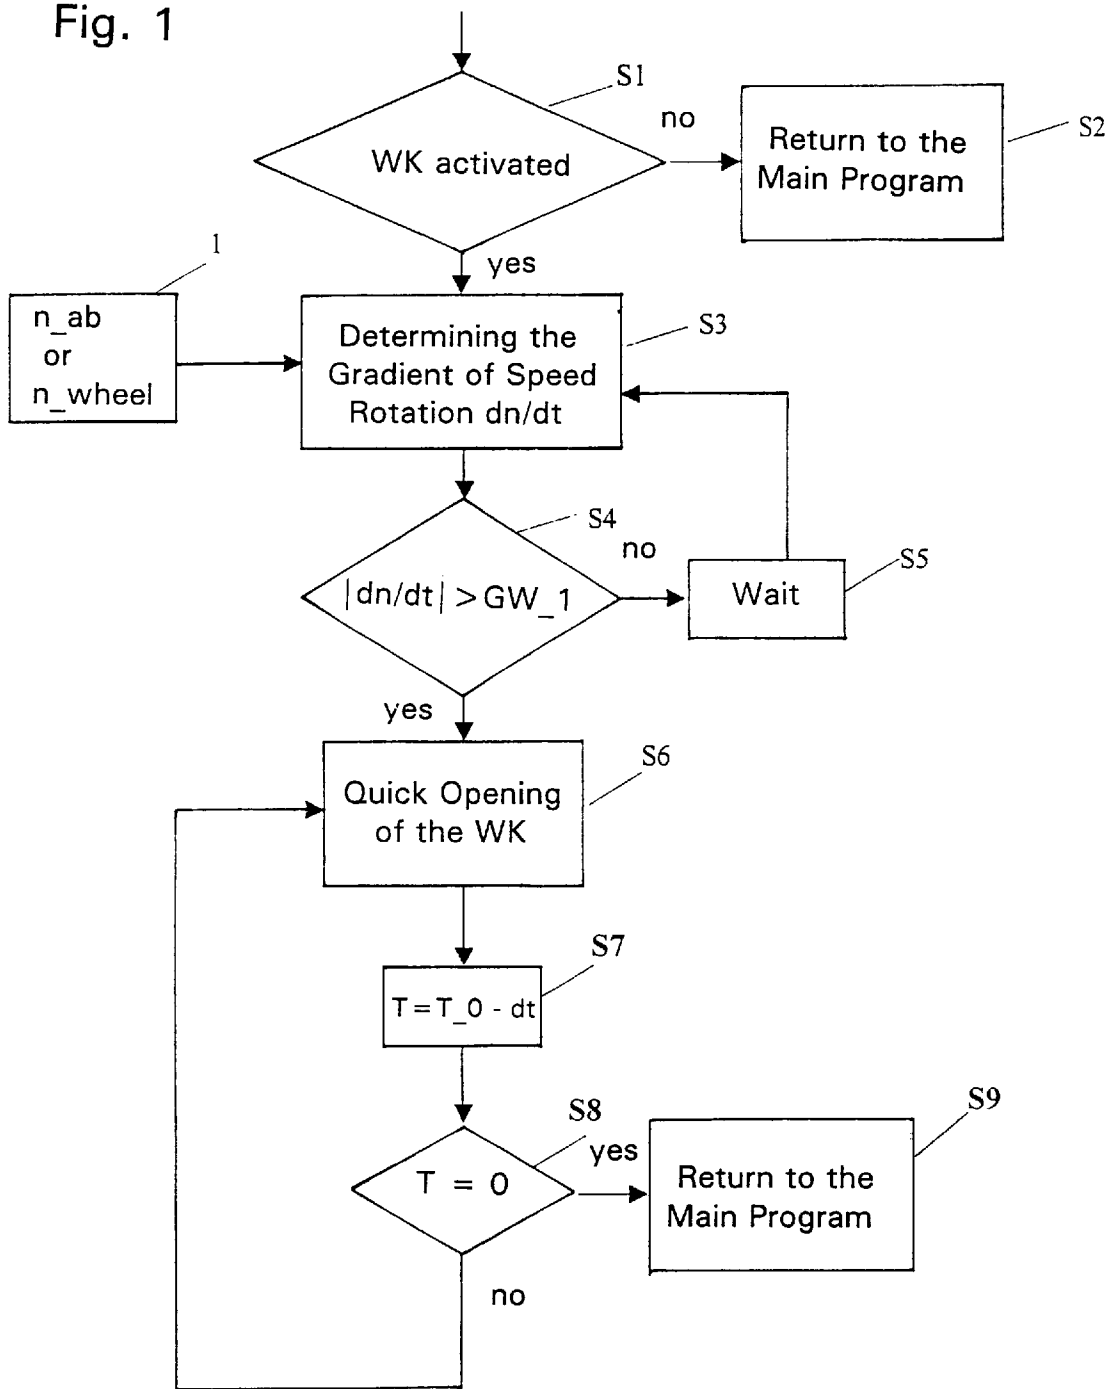 Fig. 1
S1
WK activated
no
Return to the
Main Program
S2
yes
1
n_ab
or
n_wheel
Determining the
Gradient of Speed
Rotation dn/dt
S3
S4
|dn/dt| > GW_1
no
Wait
S5
yes
Quick Opening
of the WK
S6
T = T_0 - dt
S7
T = 0
S8
yes
Return to the
Main Program
S9
no